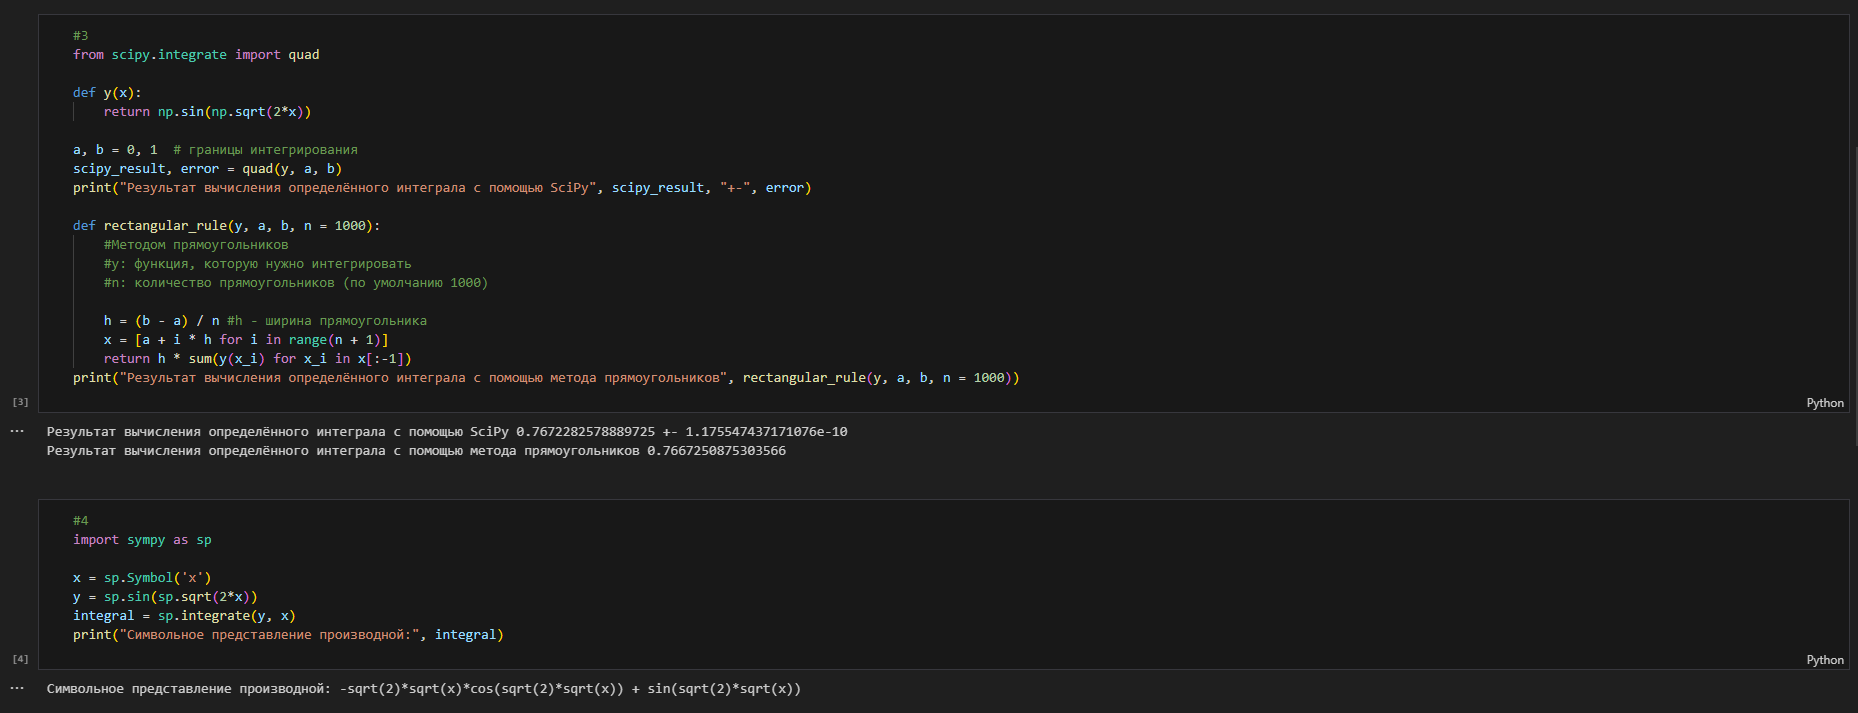 #3
from scipy.integrate import quad
def y(x):
    return np.sin(np.sqrt(2*x))
a, b = 0, 1  # границы интегрирования
scipy_result, error = quad(y, a, b)
print("Результат вычисления определённого интеграла с помощью SciPy", scipy_result, "+-", error)
def rectangular_rule(y, a, b, n = 1000):
    #Методом прямоугольников
    #y: функция, которую нужно интегрировать
    #n: количество прямоугольников (по умолчанию 1000)
    h = (b - a) / n #h - ширина прямоугольника
    x = [a + i * h for i in range(n + 1)]
    return h * sum(y(x_i) for x_i in x[:-1])
print("Результат вычисления определённого интеграла с помощью метода прямоугольников", rectangular_rule(y, a, b, n = 1000))
[3]
Python
...
Результат вычисления определённого интеграла с помощью SciPy 0.7672282578889725 +- 1.175547437171076e-10
Результат вычисления определённого интеграла с помощью метода прямоугольников 0.7667250875303566
#4
import sympy as sp
x = sp.Symbol('x')
y = sp.sin(sp.sqrt(2*x))
integral = sp.integrate(y, x)
print("Символьное представление производной:", integral)
[4]
Python
...
Символьное представление производной: -sqrt(2)*sqrt(x)*cos(sqrt(2)*sqrt(x)) + sin(sqrt(2)*sqrt(x))